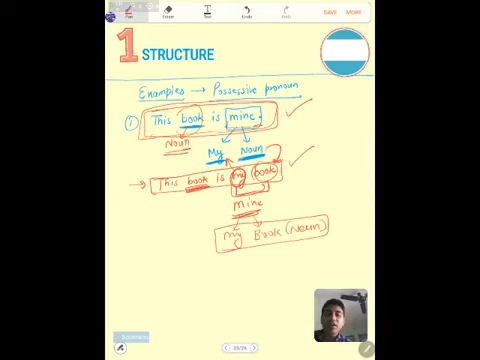 Pen Eraser Text Undo Redo SAVE MORE
1 STRUCTURE
Examples → Possessive pronoun
① This book is mine.
Noun
My Noun
→ This book is my book
mine
my Book (Noun)
Bookmarks